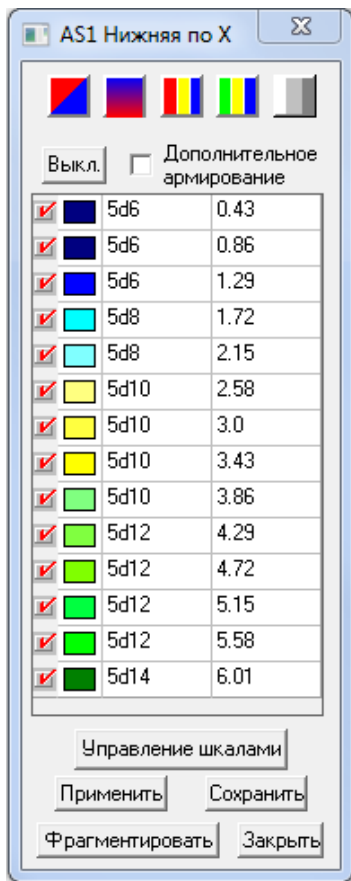 AS1 Нижняя по X
Выкл. Дополнительное
армирование
5d6 0.43
5d6 0.86
5d6 1.29
5d8 1.72
5d8 2.15
5d10 2.58
5d10 3.0
5d10 3.43
5d10 3.86
5d12 4.29
5d12 4.72
5d12 5.15
5d12 5.58
5d14 6.01
Управление шкалами
Применить Сохранить
Фрагментировать Закрыть